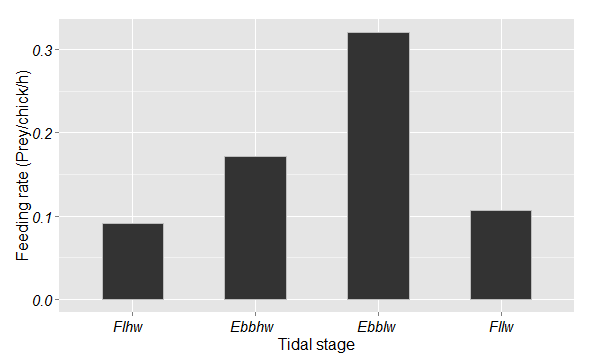 Feeding rate (Prey/chick/h)
0.3
0.2
0.1
0.0
Flhw Ebbhw Ebblw Fllw
Tidal stage